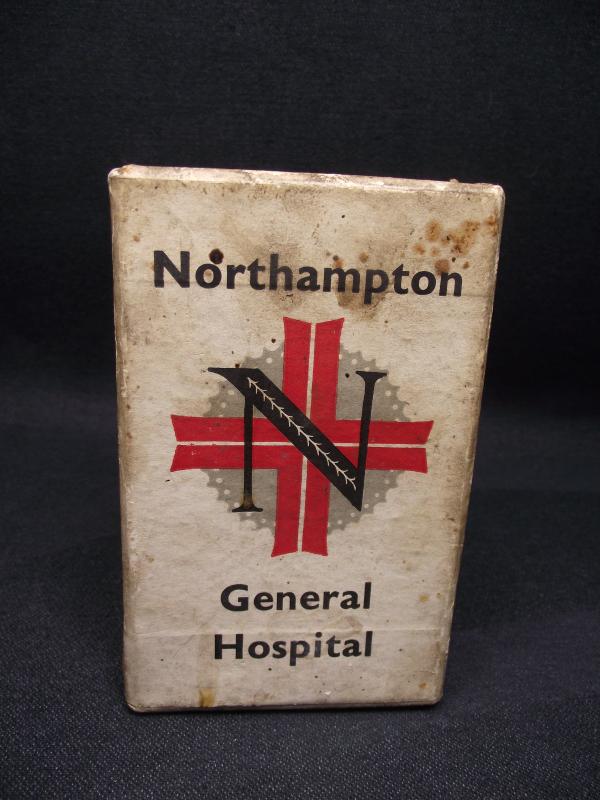 Northampton
N
General
Hospital